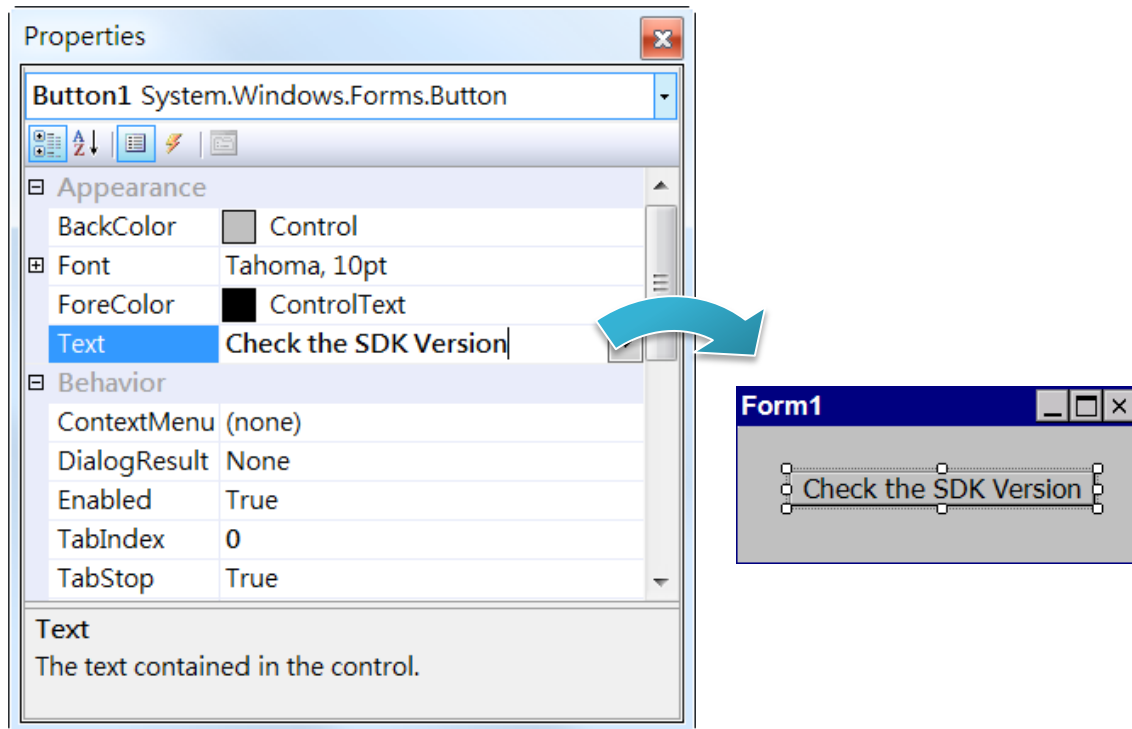 Properties
Button1 System.Windows.Forms.Button
A
Z
Appearance
BackColor Control
Font Tahoma, 10pt
ForeColor ControlText
Text Check the SDK Version
Behavior
ContextMenu (none)
DialogResult None
Enabled True
TabIndex 0
TabStop True
Text
The text contained in the control.
Form1
Check the SDK Version